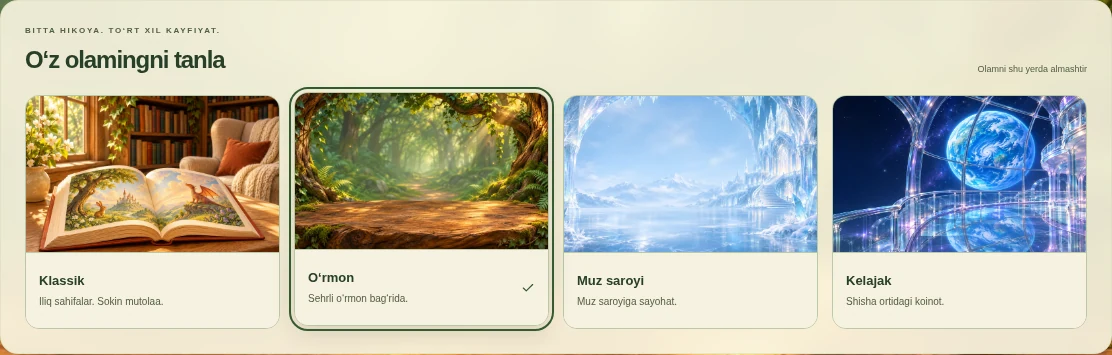 BITTA HIKOYA. TO‘RT XIL KAYFIYAT.
O‘z olamingni tanla
Olamni shu yerda almashtir
Klassik
Iliq sahifalar. Sokin mutolaa.
O‘rmon
Sehrli o‘rmon bag‘rida.
Muz saroyi
Muz saroyiga sayohat.
Kelajak
Shisha ortidagi koinot.